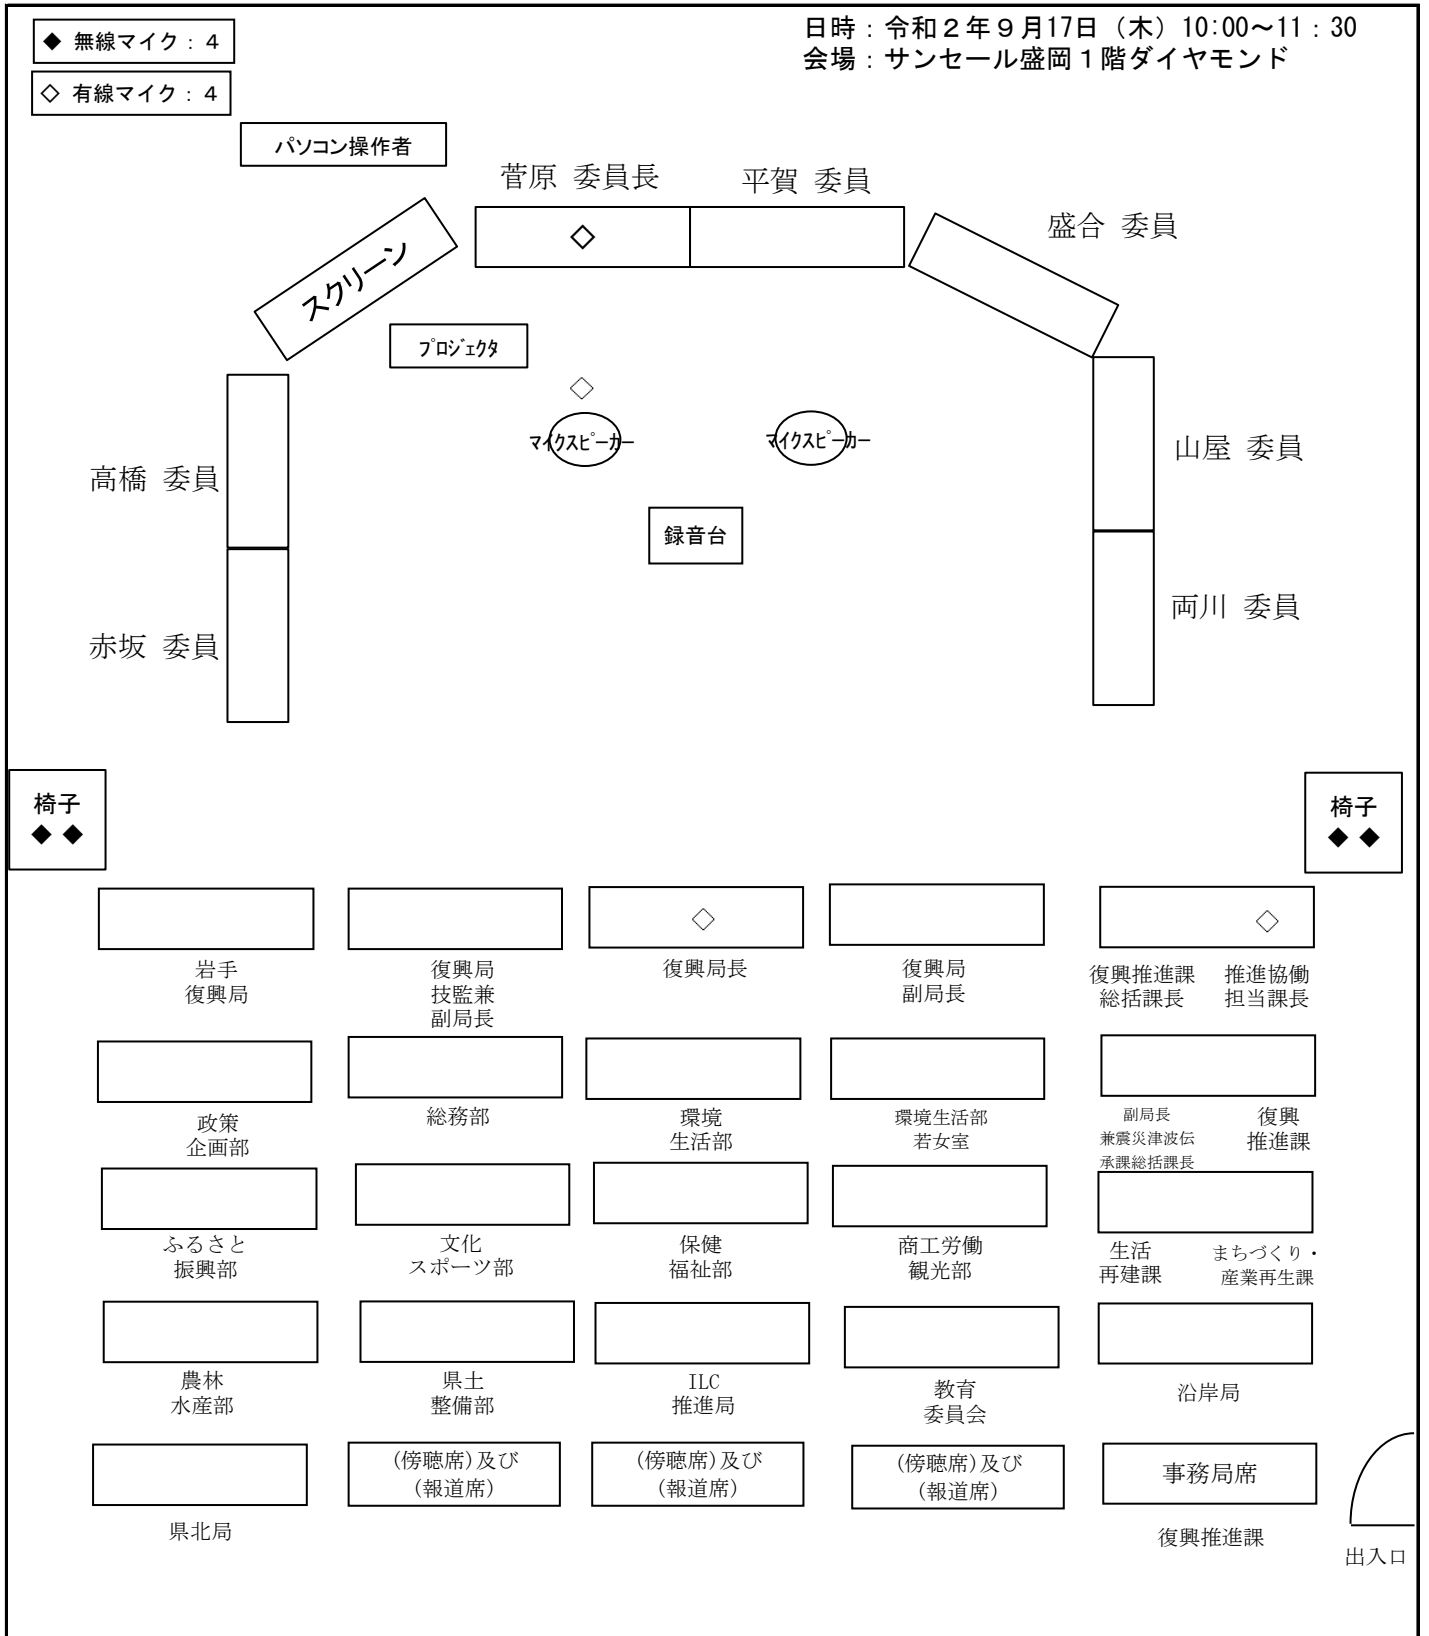 ◆ 無線マイク：４
日時：令和２年９月17日（木）10:00～11：30
会場：サンセール盛岡１階ダイヤモンド
◇ 有線マイク：４
パソコン操作者
菅原 委員長
平賀 委員
盛合 委員
◇
スクリーン
プロジェクタ
◇
マイクスピーカー
マイクスピーカー
高橋 委員
山屋 委員
録音台
赤坂 委員
両川 委員
椅子
◆ ◆
椅子
◆ ◆
◇
◇
岩手
復興局
復興局
技監兼
副局長
復興局長
復興局
副局長
復興推進課
総括課長
推進協働
担当課長
政策
企画部
総務部
環境
生活部
環境生活部
若女室
副局長
兼震災津波伝
承課総括課長
復興
推進課
ふるさと
振興部
文化
スポーツ部
保健
福祉部
商工労働
観光部
生活
再建課
まちづくり・
産業再生課
農林
水産部
県土
整備部
ILC
推進局
教育
委員会
沿岸局
県北局
(傍聴席)及び
(報道席)
(傍聴席)及び
(報道席)
(傍聴席)及び
(報道席)
事務局席
復興推進課
出入口